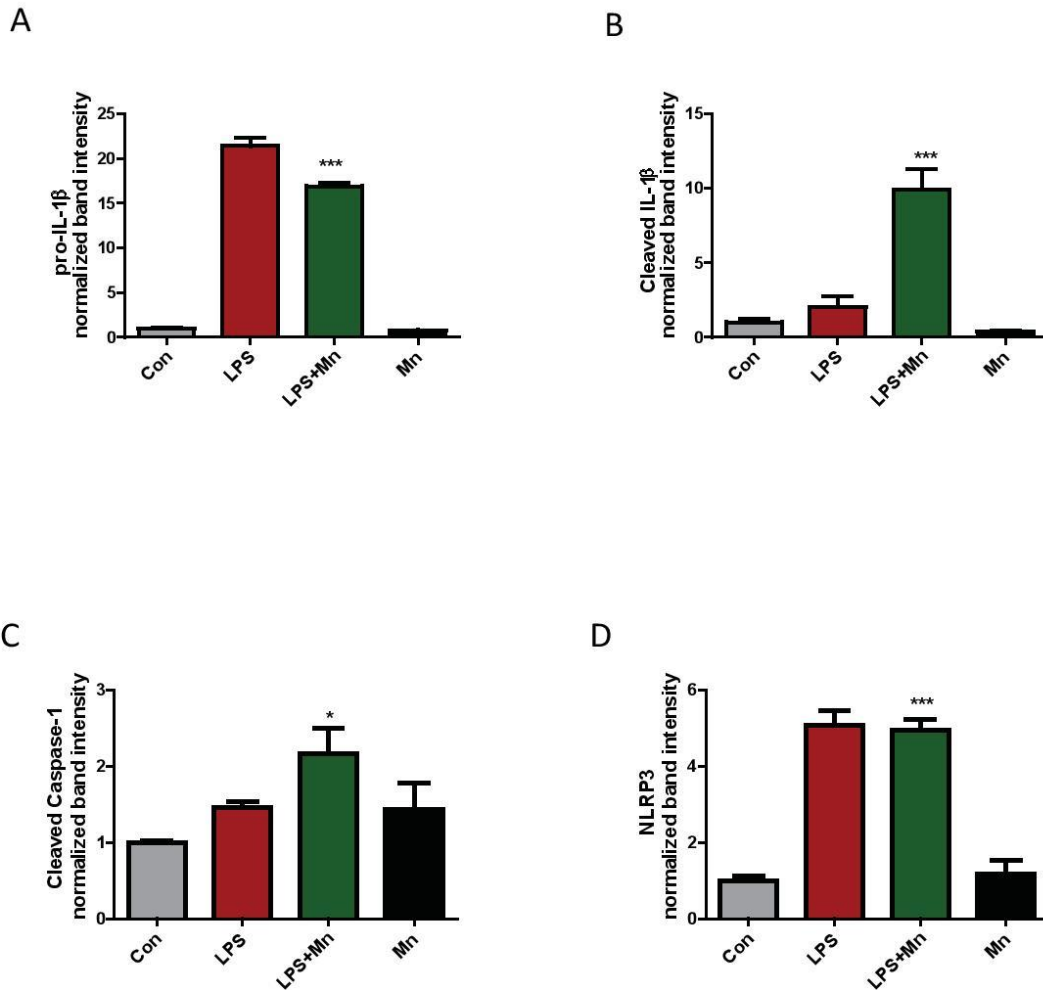 A
pro-IL-1β
normalized band intensity
25
20
15
10
5
0
***
Con
LPS
LPS+Mn
Mn
B
Cleaved IL-1β
normalized band intensity
15
10
5
0
***
Con
LPS
LPS+Mn
Mn
C
Cleaved Caspase-1
normalized band intensity
3
2
1
0
*
Con
LPS
LPS+Mn
Mn
D
NLRP3
normalized band intensity
6
4
2
0
***
Con
LPS
LPS+Mn
Mn